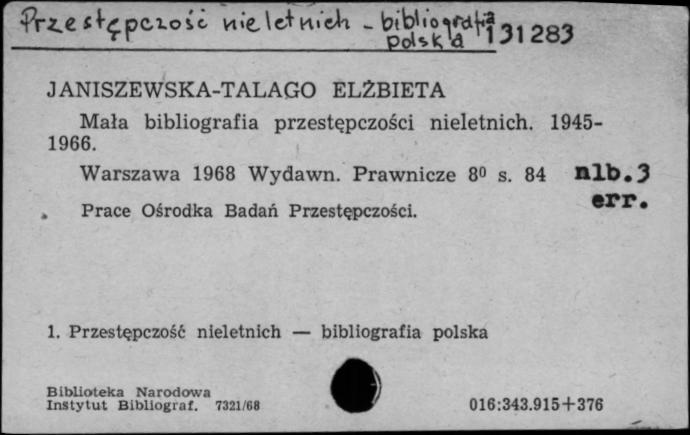 Przestępczość nieletnich - bibliografia
polska 131283
JANISZEWSKA-TALAGO ELŻBIETA
Mała bibliografia przestępczości nieletnich. 1945-
1966.
Warszawa 1968 Wydawn. Prawnicze 8⁰ s. 84 nlb.3
err.
Prace Ośrodka Badań Przestępczości.
1. Przestępczość nieletnich — bibliografia polska
Biblioteka Narodowa
Instytut Bibliograf. 7321/68
016:343.915+376